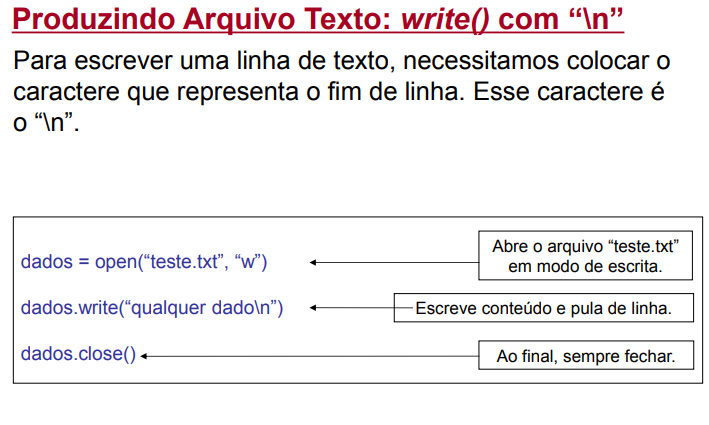 Produzindo Arquivo Texto: write() com “\n”
Para escrever uma linha de texto, necessitamos colocar o
caractere que representa o fim de linha. Esse caractere é
o “\n”.
dados = open(“teste.txt”, “w”)
Abre o arquivo “teste.txt”
em modo de escrita.
dados.write(“qualquer dado\n”)
Escreve conteúdo e pula de linha.
dados.close()
Ao final, sempre fechar.